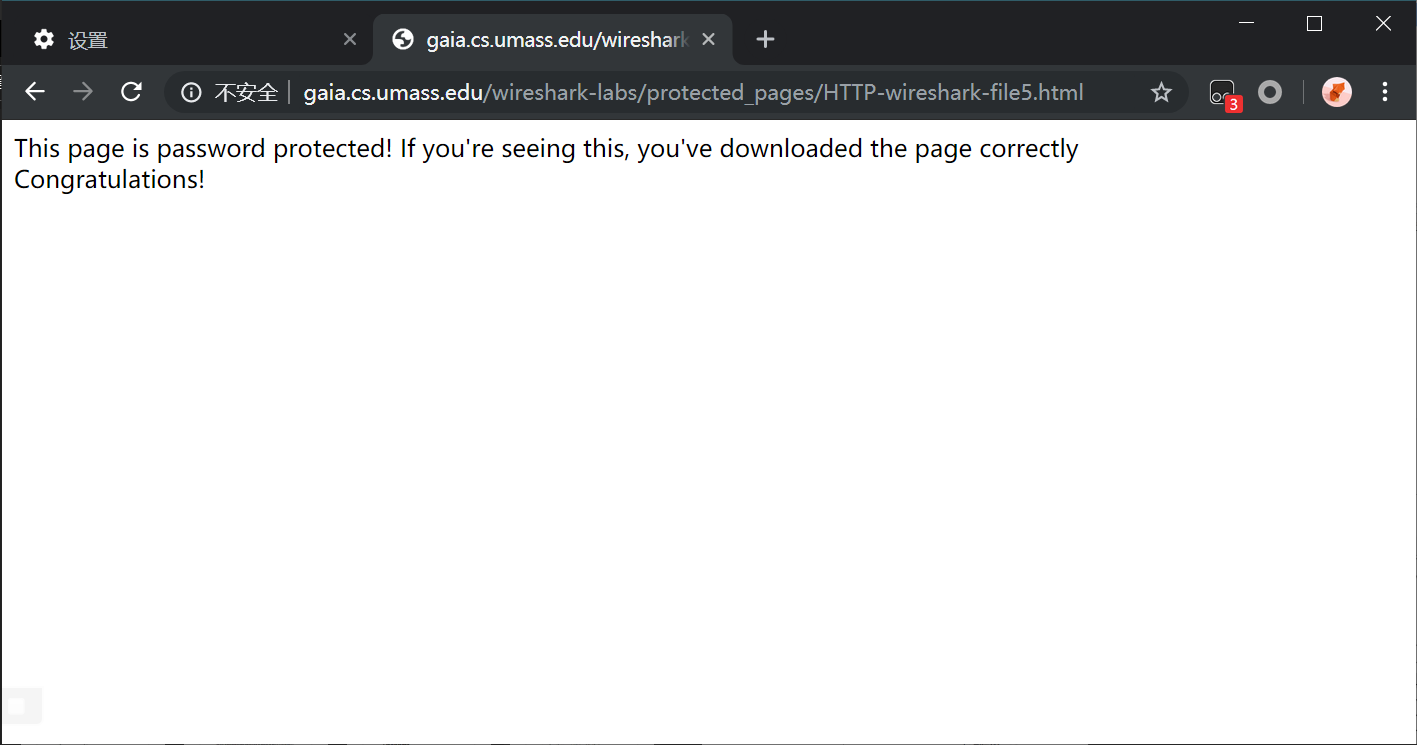 设置
gaia.cs.umass.edu/wireshark
不安全 gaia.cs.umass.edu/wireshark-labs/protected_pages/HTTP-wireshark-file5.html
3
This page is password protected! If you're seeing this, you've downloaded the page correctly
Congratulations!